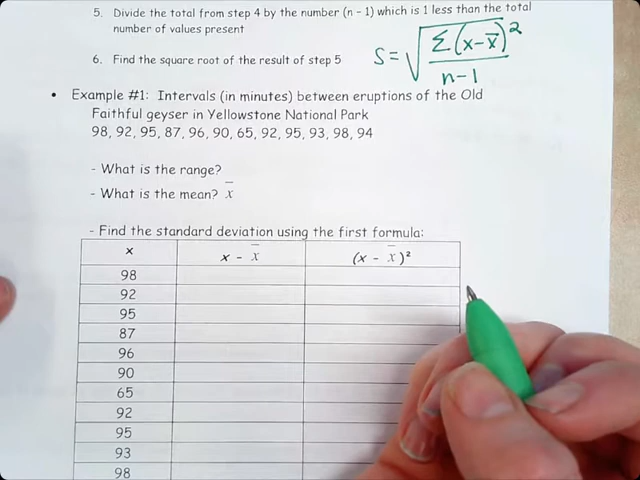 5. Divide the total from step 4 by the number (n - 1) which is 1 less than the total
number of values present
6. Find the square root of the result of step 5
S = √ Σ(x-x̅)²
n-1
• Example #1: Intervals (in minutes) between eruptions of the Old
Faithful geyser in Yellowstone National Park
98, 92, 95, 87, 96, 90, 65, 92, 95, 93, 98, 94
- What is the range?
- What is the mean? x̅
- Find the standard deviation using the first formula:
x x - x̅ (x - x̅)²
98
92
95
87
96
90
65
92
95
93
98